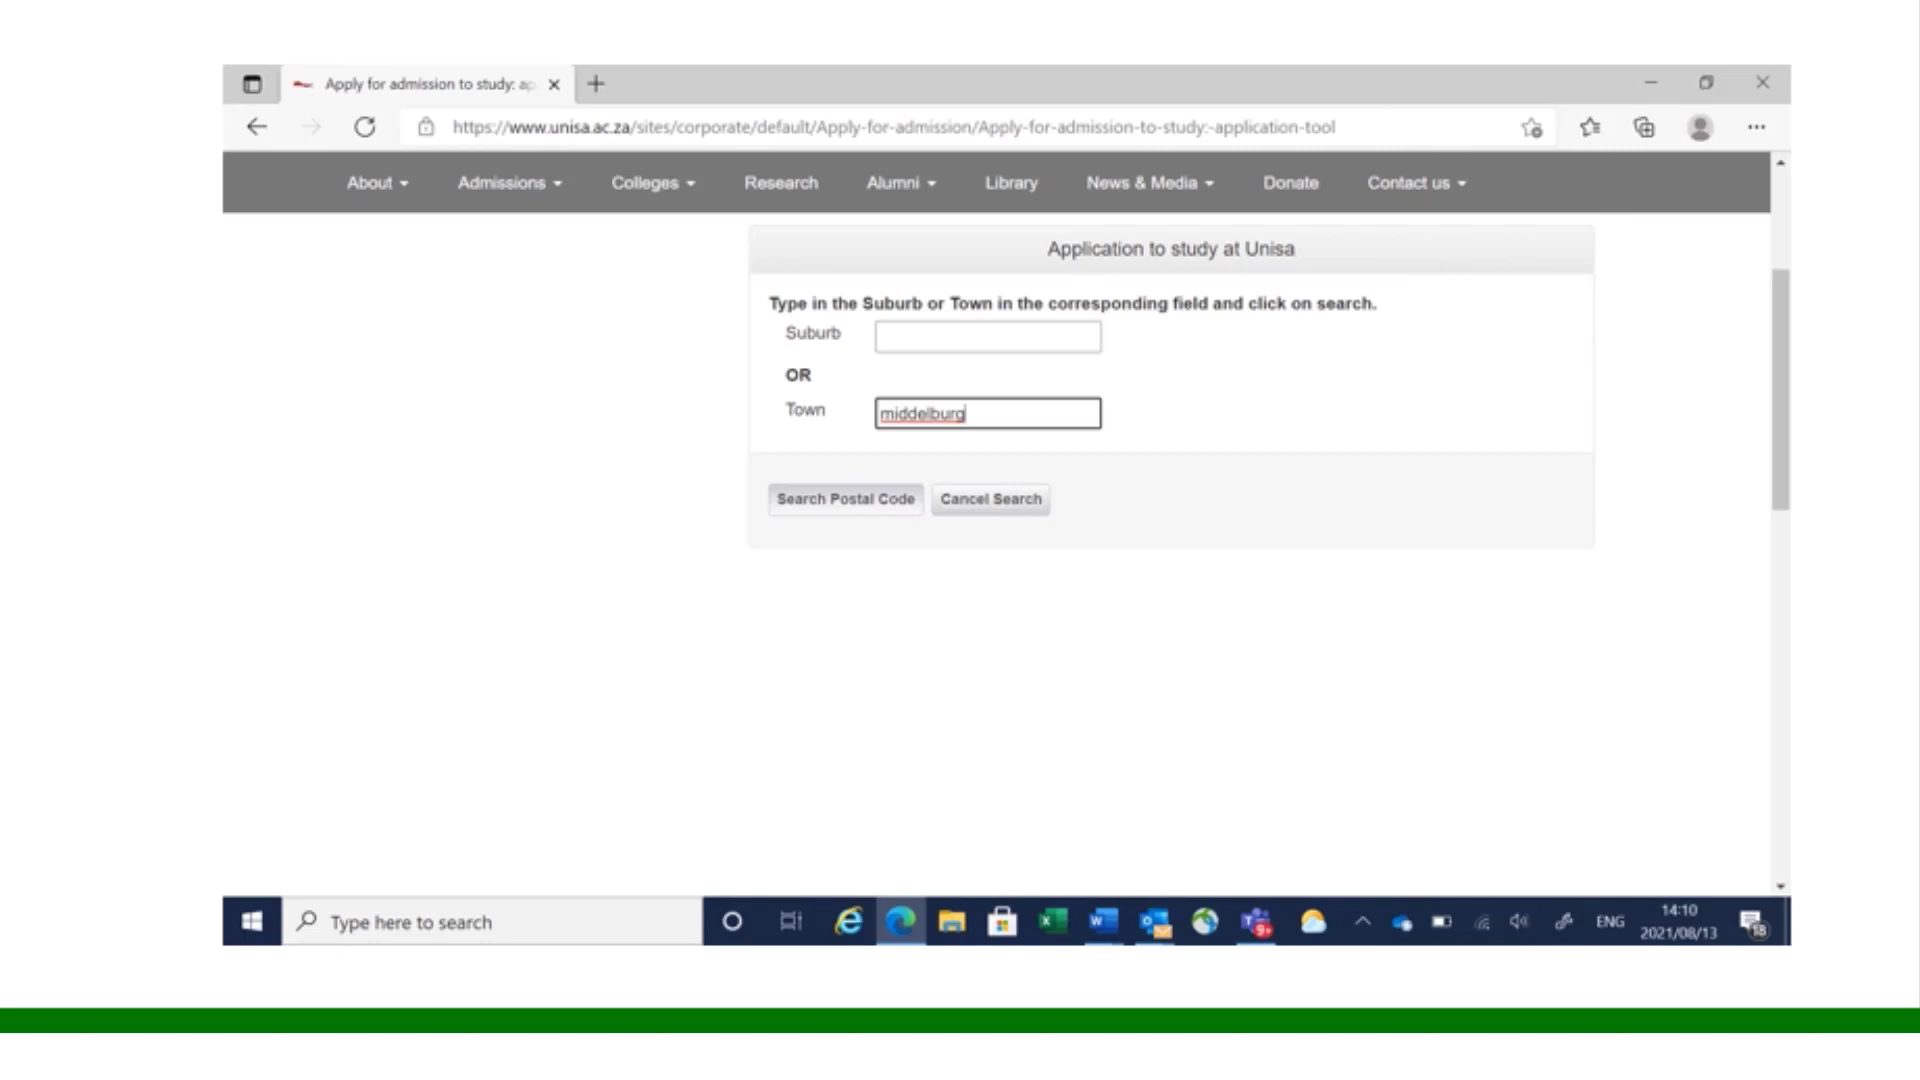 Apply for admission to study: ap
https://www.unisa.ac.za/sites/corporate/default/Apply-for-admission/Apply-for-admission-to-study:-application-tool
About Admissions Colleges Research Alumni Library News & Media Donate Contact us
Application to study at Unisa
Type in the Suburb or Town in the corresponding field and click on search.
Suburb
OR
Town middelburg
Search Postal Code Cancel Search
Type here to search
9+
ENG
14:10
2021/08/13
18